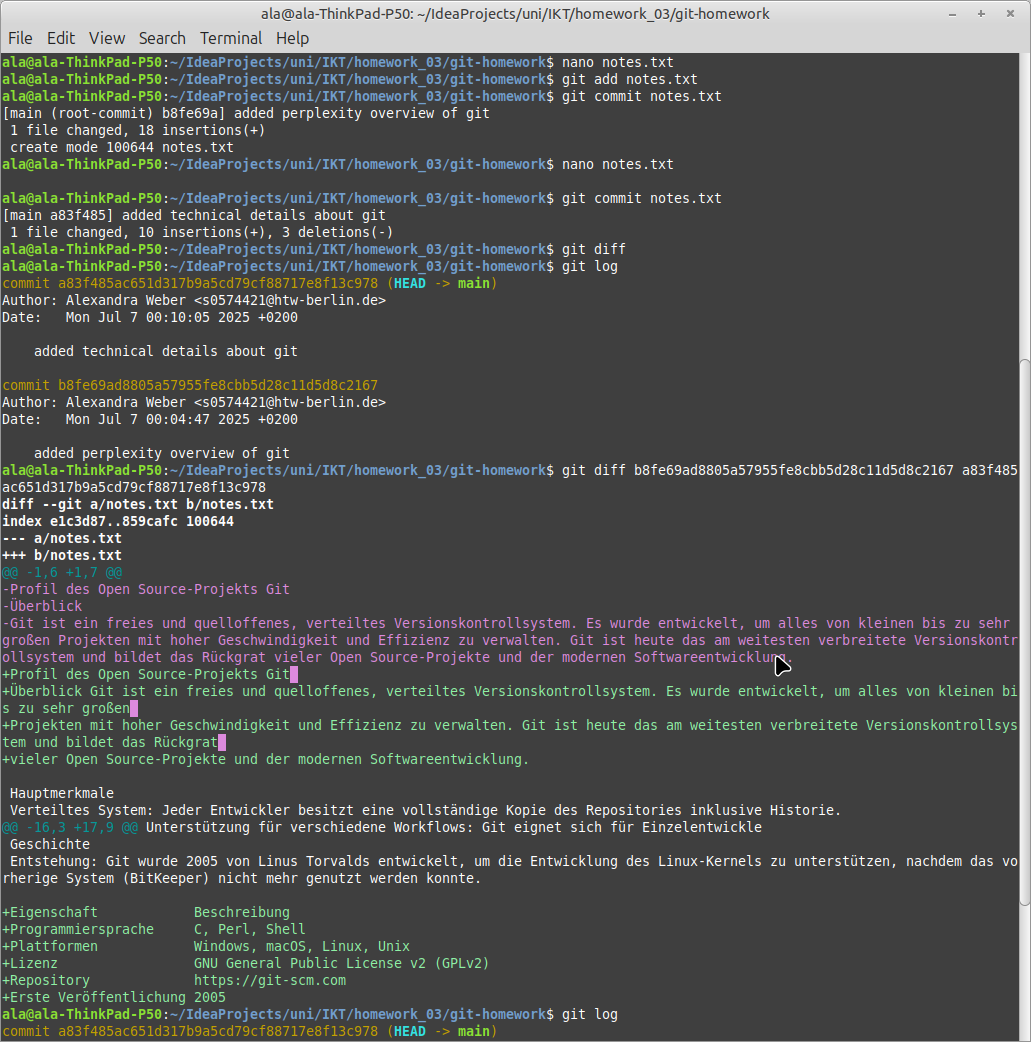 ala@ala-ThinkPad-P50: ~/IdeaProjects/uni/IKT/homework_03/git-homework
File Edit View Search Terminal Help
ala@ala-ThinkPad-P50:~/IdeaProjects/uni/IKT/homework_03/git-homework$ nano notes.txt
ala@ala-ThinkPad-P50:~/IdeaProjects/uni/IKT/homework_03/git-homework$ git add notes.txt
ala@ala-ThinkPad-P50:~/IdeaProjects/uni/IKT/homework_03/git-homework$ git commit notes.txt
[main (root-commit) b8fe69a] added perplexity overview of git
 1 file changed, 18 insertions(+)
 create mode 100644 notes.txt
ala@ala-ThinkPad-P50:~/IdeaProjects/uni/IKT/homework_03/git-homework$ nano notes.txt
ala@ala-ThinkPad-P50:~/IdeaProjects/uni/IKT/homework_03/git-homework$ git commit notes.txt
[main a83f485] added technical details about git
 1 file changed, 10 insertions(+), 3 deletions(-)
ala@ala-ThinkPad-P50:~/IdeaProjects/uni/IKT/homework_03/git-homework$ git diff
ala@ala-ThinkPad-P50:~/IdeaProjects/uni/IKT/homework_03/git-homework$ git log
commit a83f485ac651d317b9a5cd79cf88717e8f13c978 (HEAD -> main)
Author: Alexandra Weber <s0574421@htw-berlin.de>
Date:   Mon Jul 7 00:10:05 2025 +0200
    added technical details about git
commit b8fe69ad8805a57955fe8cbb5d28c11d5d8c2167
Author: Alexandra Weber <s0574421@htw-berlin.de>
Date:   Mon Jul 7 00:04:47 2025 +0200
    added perplexity overview of git
ala@ala-ThinkPad-P50:~/IdeaProjects/uni/IKT/homework_03/git-homework$ git diff b8fe69ad8805a57955fe8cbb5d28c11d5d8c2167 a83f485
ac651d317b9a5cd79cf88717e8f13c978
diff --git a/notes.txt b/notes.txt
index e1c3d87..859cafc 100644
--- a/notes.txt
+++ b/notes.txt
@@ -1,6 +1,7 @@
-Profil des Open Source-Projekts Git
-Überblick
-Git ist ein freies und quelloffenes, verteiltes Versionskontrollsystem. Es wurde entwickelt, um alles von kleinen bis zu sehr
großen Projekten mit hoher Geschwindigkeit und Effizienz zu verwalten. Git ist heute das am weitesten verbreitete Versionskontr
ollsystem und bildet das Rückgrat vieler Open Source-Projekte und der modernen Softwareentwicklung.
+Profil des Open Source-Projekts Git
+Überblick Git ist ein freies und quelloffenes, verteiltes Versionskontrollsystem. Es wurde entwickelt, um alles von kleinen bi
s zu sehr großen
+Projekten mit hoher Geschwindigkeit und Effizienz zu verwalten. Git ist heute das am weitesten verbreitete Versionskontrollsys
tem und bildet das Rückgrat
+vieler Open Source-Projekte und der modernen Softwareentwicklung.
 Hauptmerkmale
 Verteiltes System: Jeder Entwickler besitzt eine vollständige Kopie des Repositories inklusive Historie.
@@ -16,3 +17,9 @@ Unterstützung für verschiedene Workflows: Git eignet sich für Einzelentwickle
 Geschichte
 Entstehung: Git wurde 2005 von Linus Torvalds entwickelt, um die Entwicklung des Linux-Kernels zu unterstützen, nachdem das vo
rherige System (BitKeeper) nicht mehr genutzt werden konnte.
+Eigenschaft            Beschreibung
+Programmiersprache     C, Perl, Shell
+Plattformen            Windows, macOS, Linux, Unix
+Lizenz                 GNU General Public License v2 (GPLv2)
+Repository             https://git-scm.com
+Erste Veröffentlichung 2005
ala@ala-ThinkPad-P50:~/IdeaProjects/uni/IKT/homework_03/git-homework$ git log
commit a83f485ac651d317b9a5cd79cf88717e8f13c978 (HEAD -> main)